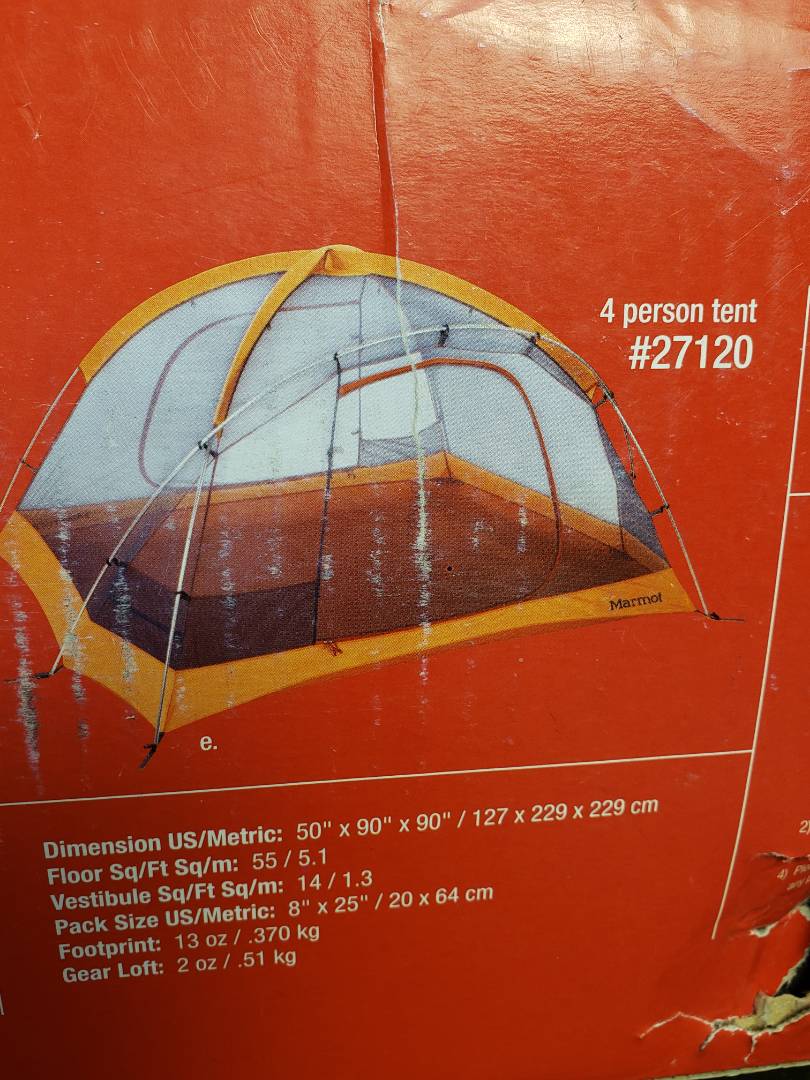 4 person tent
#27120
Marmot
e.
Dimension US/Metric: 50" x 90" x 90" / 127 x 229 x 229 cm
Floor Sq/Ft Sq/m: 55 / 5.1
Vestibule Sq/Ft Sq/m: 14 / 1.3
Pack Size US/Metric: 8" x 25" / 20 x 64 cm
Footprint: 13 oz / .370 kg
Gear Loft: 2 oz / .51 kg
2)
4)